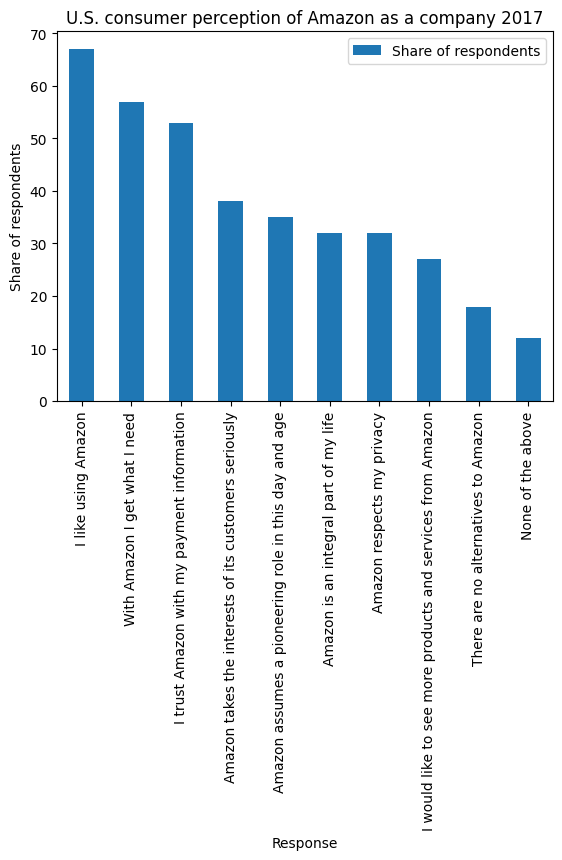 U.S. consumer perception of Amazon as a company 2017
Share of respondents
Share of respondents
70
60
50
40
30
20
10
0
I like using Amazon
With Amazon I get what I need
I trust Amazon with my payment information
Amazon takes the interests of its customers seriously
Amazon assumes a pioneering role in this day and age
Amazon is an integral part of my life
Amazon respects my privacy
I would like to see more products and services from Amazon
There are no alternatives to Amazon
None of the above
Response